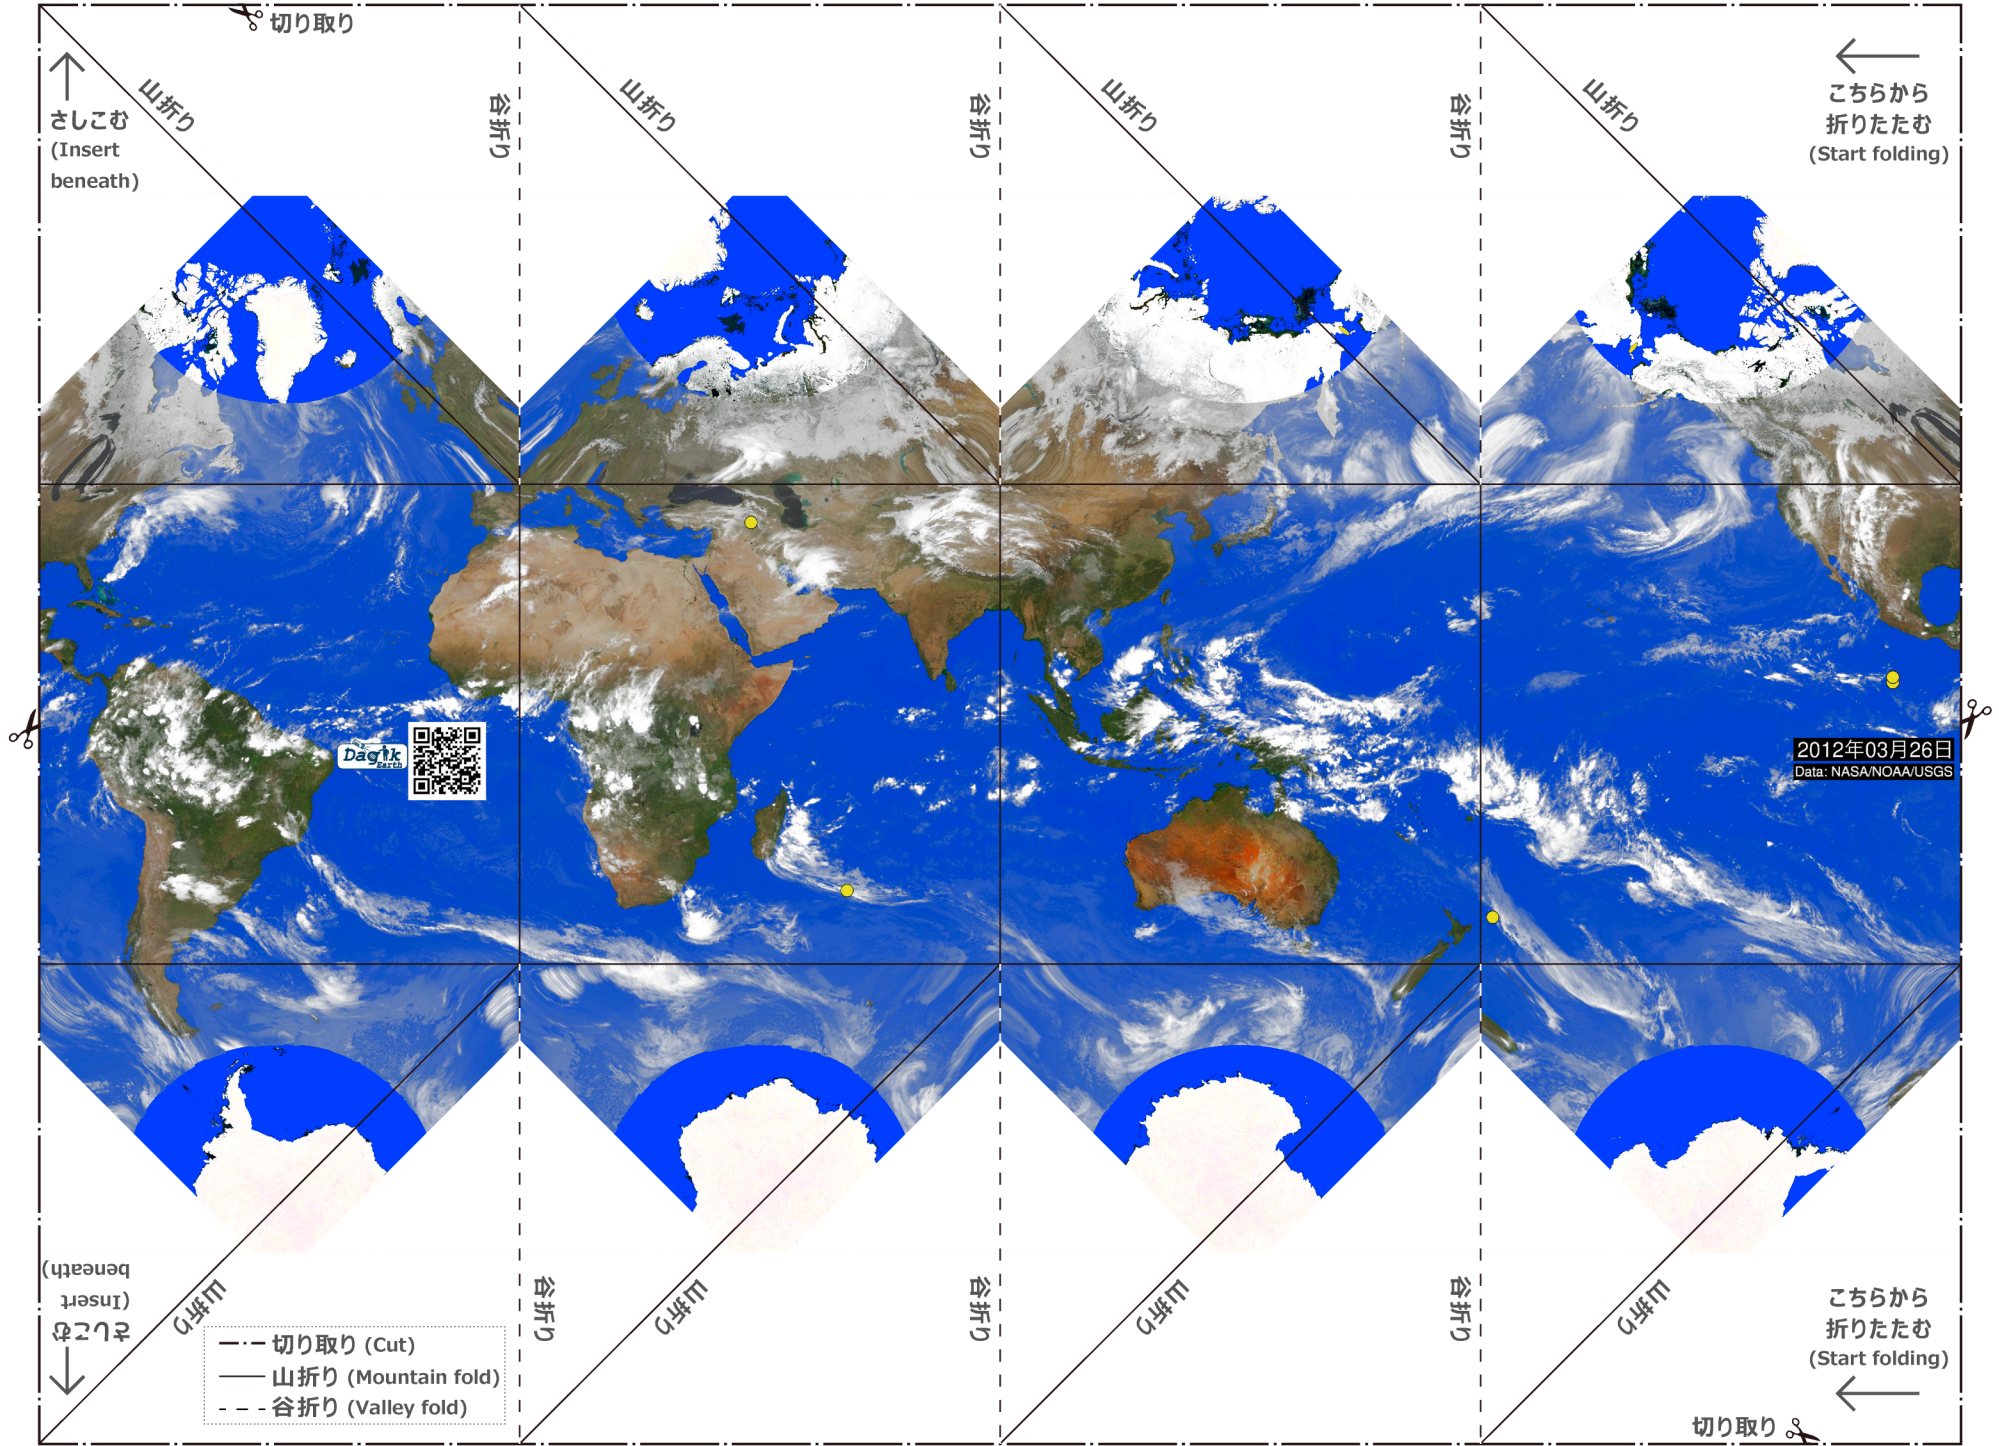 切り取り
さしこむ
(Insert
beneath)
山折り
谷折り
山折り
谷折り
山折り
谷折り
山折り
こちらから
折りたたむ
(Start folding)
Dagik
Earth
2012年03月26日
Data: NASA/NOAA/USGS
さしこむ
(Insert
beneath)
山折り
谷折り
山折り
谷折り
山折り
谷折り
山折り
こちらから
折りたたむ
(Start folding)
切り取り (Cut)
山折り (Mountain fold)
谷折り (Valley fold)
切り取り